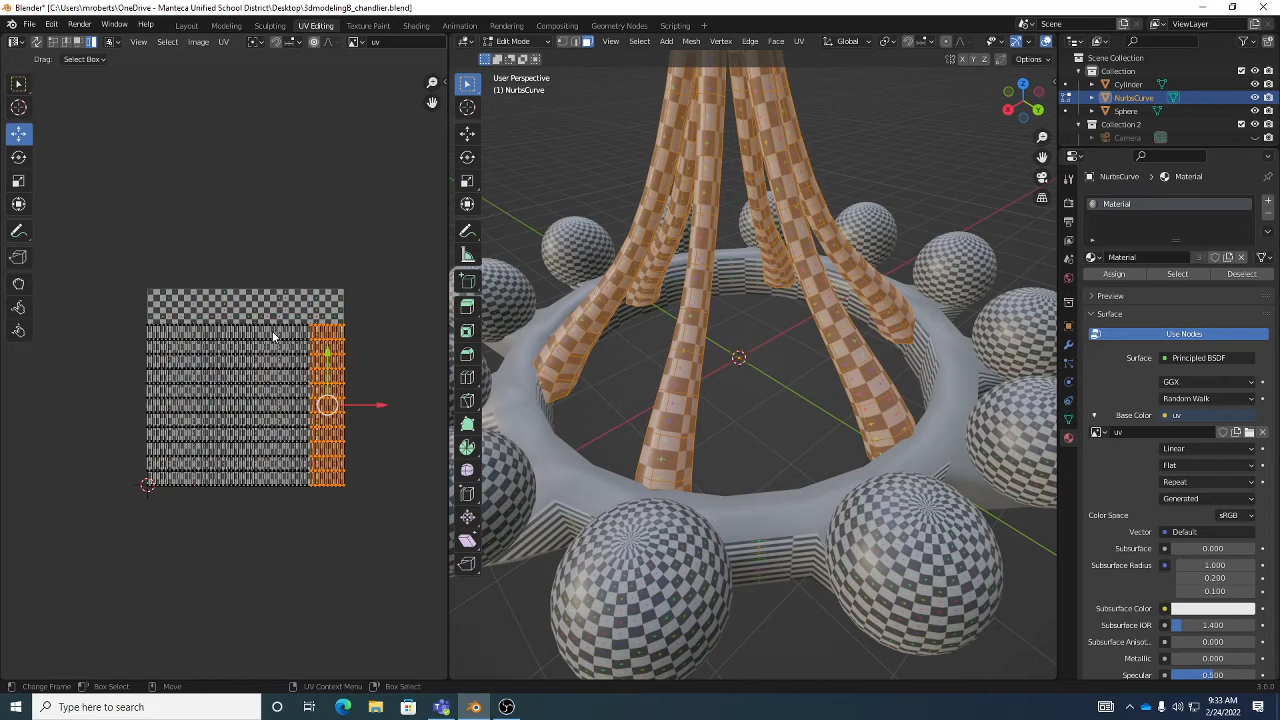 Blender* [C:\Users\mroberts\OneDrive - Manteca Unified School District\Desktop\3dmodelingB_chandler.blend]
File Edit Render Window Help Layout Modeling Sculpting UV Editing Texture Paint Shading Animation Rendering Compositing Geometry Nodes Scripting + Scene ViewLayer
View Select Image UV uv Edit Mode View Select Add Mesh Vertex Edge Face UV Global
Drag: Select Box X Y Z Options
User Perspective
(1) NurbsCurve
Scene Collection
Collection
Cylinder
NurbsCurve
Sphere
Collection 2
Camera
NurbsCurve Material
Material
Material 3
Assign Select Deselect
Preview
Surface
Use Nodes
Surface: Principled BSDF
GGX
Random Walk
Base Color uv
uv
Linear
Flat
Repeat
Generated
Color Space sRGB
Vector Default
Subsurface 0.000
Subsurface Radius 1.000
0.200
0.100
Subsurface Color
Subsurface IOR 1.400
Subsurface Anisot.. 0.000
Metallic 0.000
Specular 0.500
Change Frame Box Select Move UV Context Menu Box Select 3.0.0
Type here to search
9:33 AM
2/24/2022